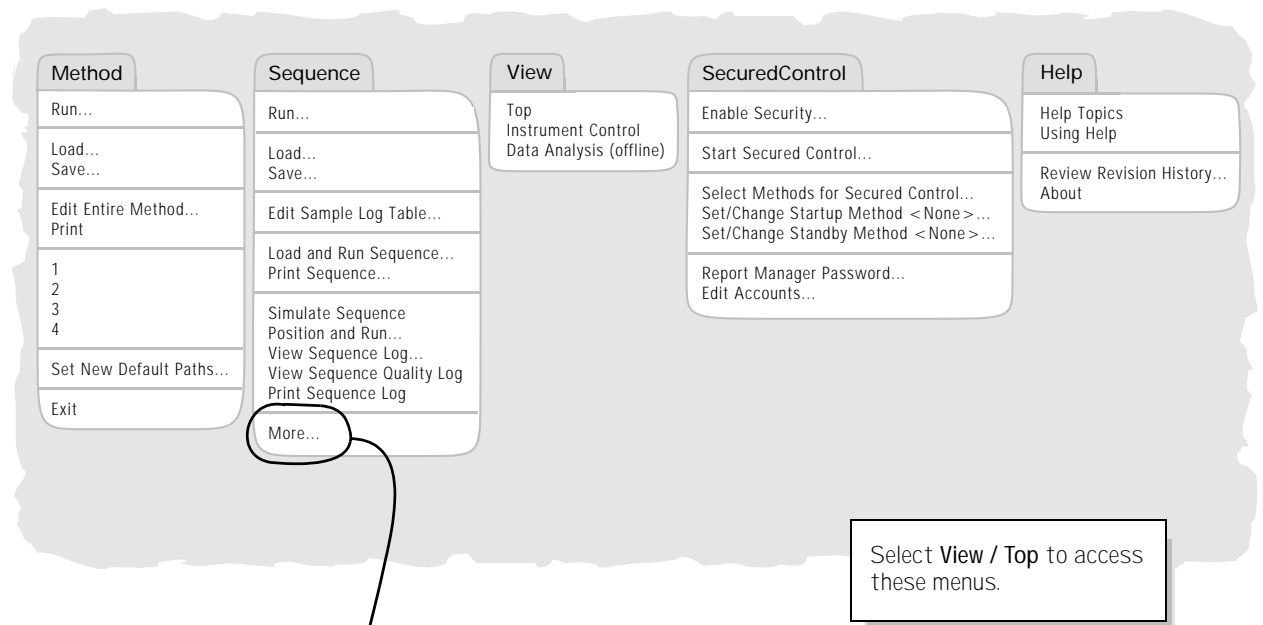 Method
Run...
Load...
Save...
Edit Entire Method...
Print
1
2
3
4
Set New Default Paths...
Exit
Sequence
Run...
Load...
Save...
Edit Sample Log Table...
Load and Run Sequence...
Print Sequence...
Simulate Sequence
Position and Run...
View Sequence Log...
View Sequence Quality Log
Print Sequence Log
More...
View
Top
Instrument Control
Data Analysis (offline)
SecuredControl
Enable Security...
Start Secured Control...
Select Methods for Secured Control...
Set/Change Startup Method <None>...
Set/Change Standby Method <None>...
Report Manager Password...
Edit Accounts...
Help
Help Topics
Using Help
Review Revision History...
About
Select View / Top to access
these menus.